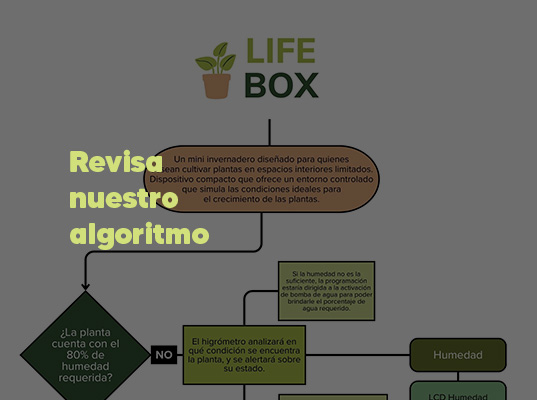 LIFE
BOX
Un mini invernadero diseñado para quienes
sean cultivar plantas en espacios interiores limitados.
Dispositivo compacto que ofrece un entorno controlado
que simula las condiciones ideales para
el crecimiento de las plantas.
Revisa
nuestro
algoritmo
Si la humedad no es la
suficiente, la programación
estaría dirigida a la activación
de bomba de agua para poder
brindarle el porcentaje de
agua requerido.
¿La planta
cuenta con el
80% de
humedad
requerida?
NO
El higrómetro analizará en
qué condición se encuentra
la planta, y se alertará sobre
su estado.
Humedad
LCD Humedad